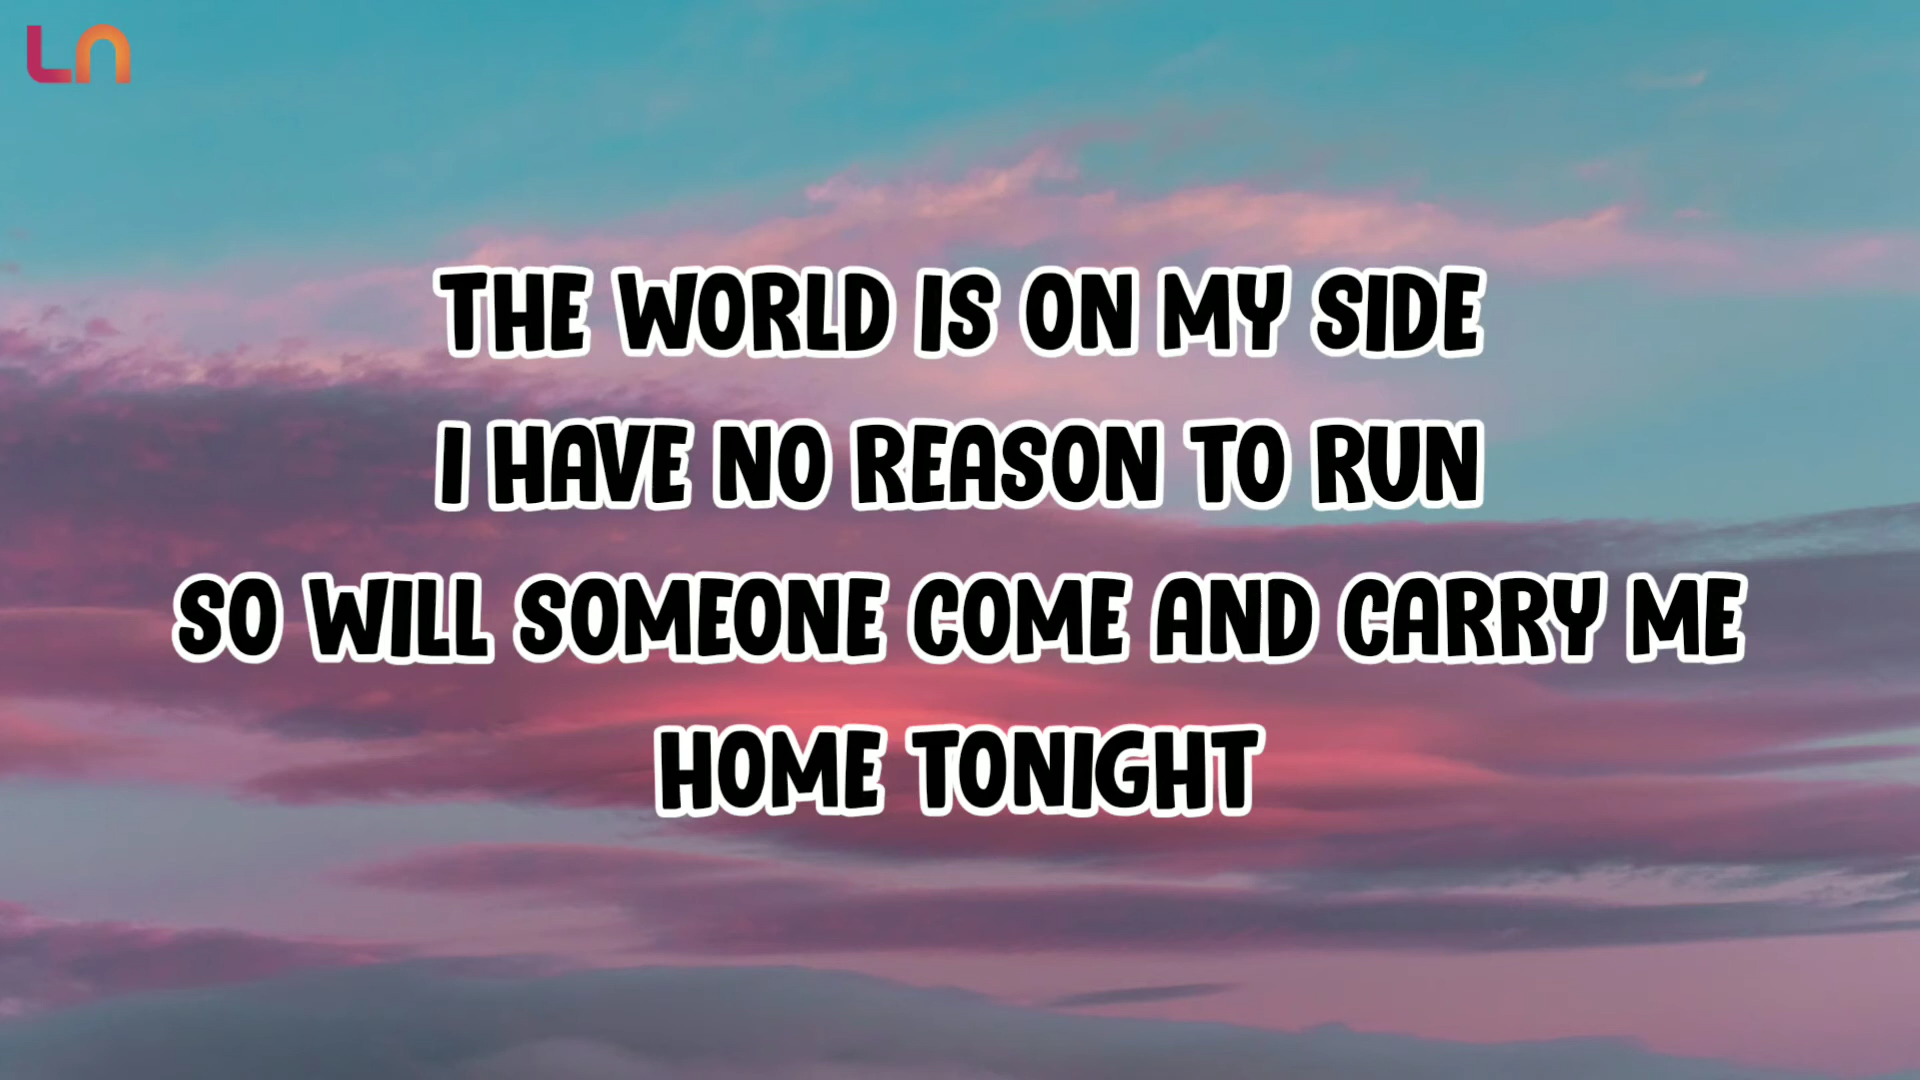 LN
THE WORLD IS ON MY SIDE
I HAVE NO REASON TO RUN
SO WILL SOMEONE COME AND CARRY ME
HOME TONIGHT